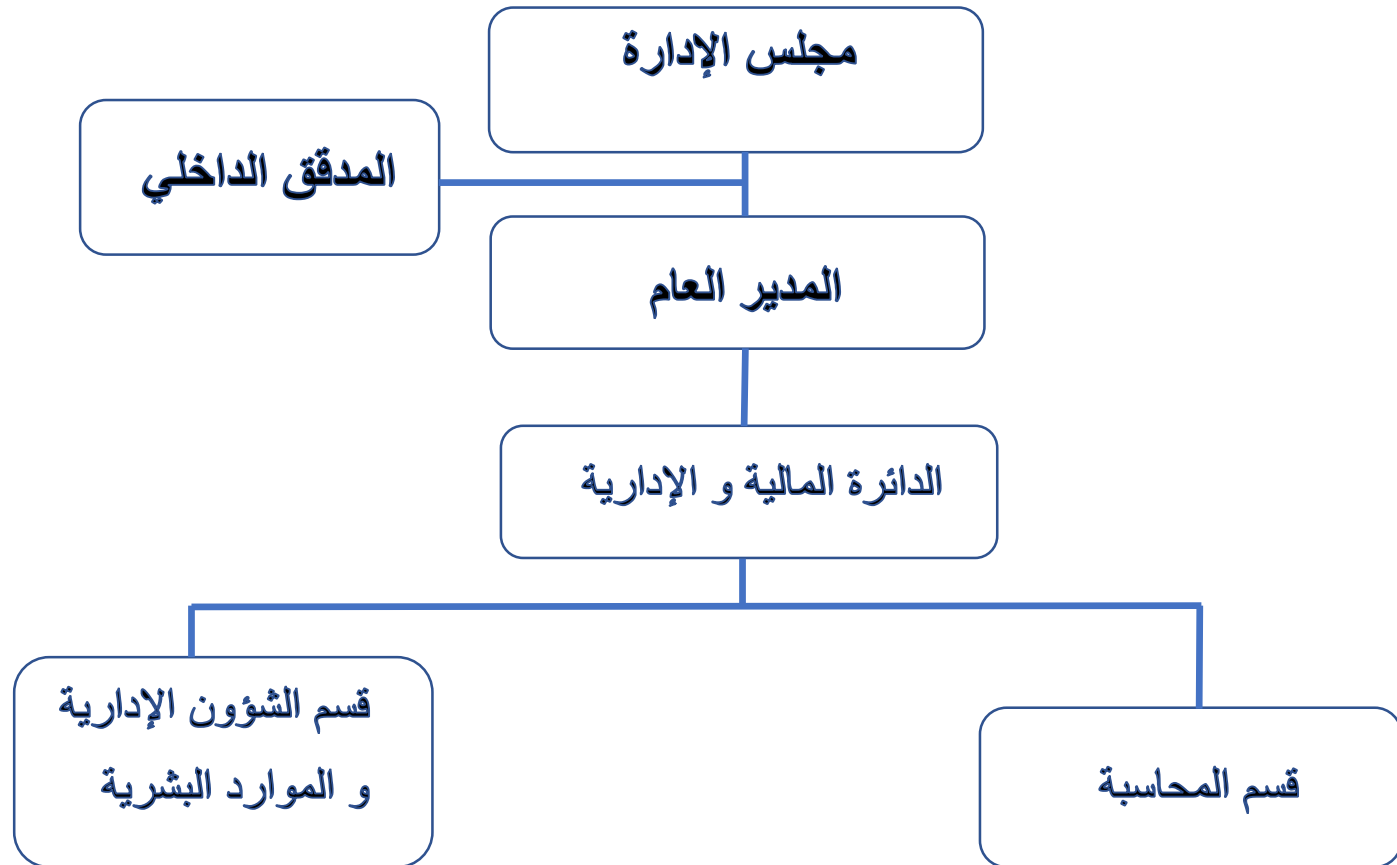 مجلس الإدارة
المدقق الداخلي
المدير العام
الدائرة المالية و الإدارية
قسم المحاسبة
قسم الشؤون الإدارية
و الموارد البشرية